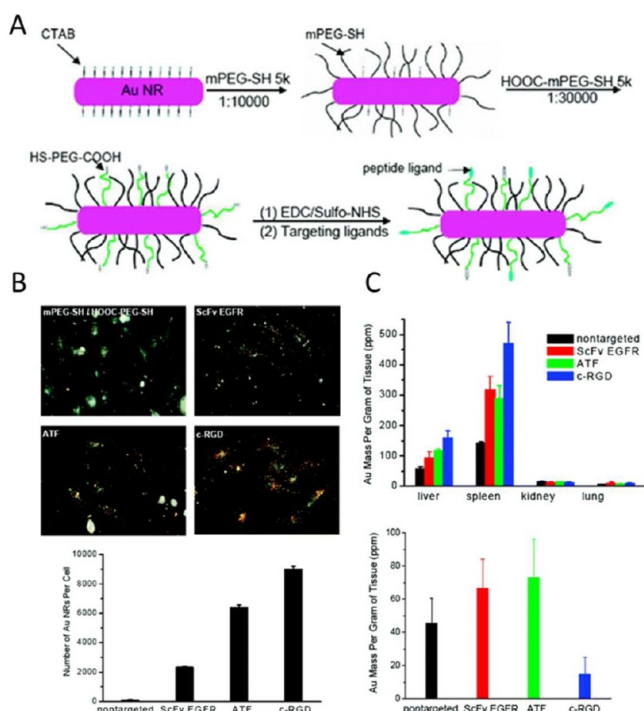 A
CTAB
Au NR
mPEG-SH 5k
1:10000
mPEG-SH
HOOC-mPEG-SH 5k
1:30000
HS-PEG-COOH
(1) EDC/Sulfo-NHS
(2) Targeting ligands
peptide ligand
B
mPEG-SH / HOOC-PEG-SH
ScFv EGFR
ATF
c-RGD
Number of Au NRs Per Cell
10000
8000
6000
4000
2000
0
nontargeted ScFv EGFR ATF c-RGD
C
Au Mass Per Gram of Tissue (ppm)
500
400
300
200
100
0
nontargeted
ScFv EGFR
ATF
c-RGD
liver spleen kidney lung
Au Mass Per Gram of Tissue (ppm)
100
80
60
40
20
0
nontargeted ScFv EGFR ATF c-RGD